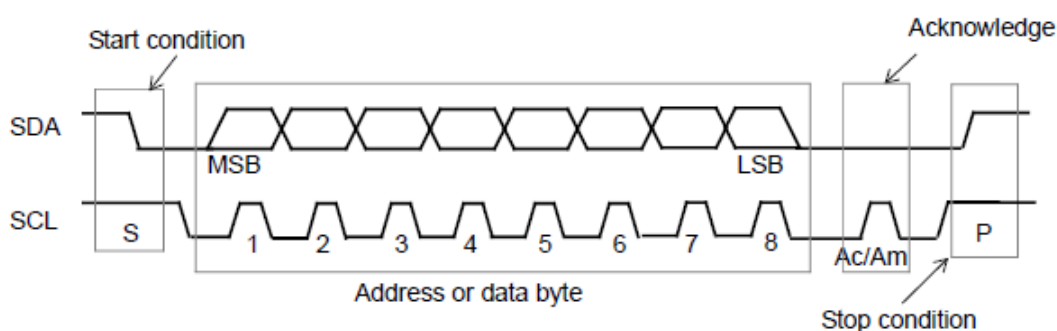 Start condition
Acknowledge
SDA
MSB
LSB
SCL
S
1 2 3 4 5 6 7 8
Ac/Am
P
Address or data byte
Stop condition